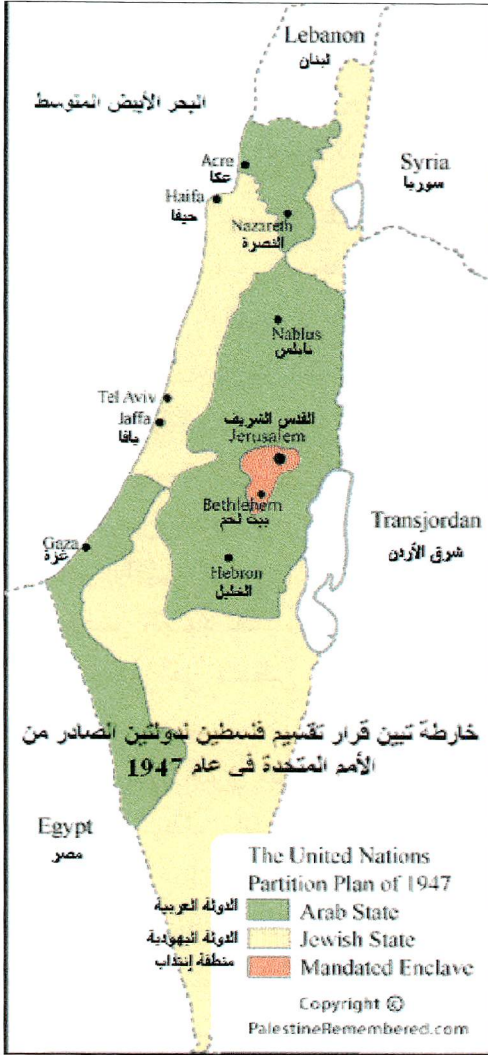 Lebanon
لبنان
البحر الأبيض المتوسط
Acre
عكا
Syria
سوريا
Haifa
حيفا
Nazareth
النصرة
Nablus
نابلس
Tel Aviv
Jaffa
يافا
القدس الشريف
Jerusalem
Bethlehem
بيت لحم
Transjordan
شرق الأردن
Gaza
غزة
Hebron
الخليل
خارطة تبين قرار تقسيم فلسطين لدولتين الصادر من
الأمم المتحدة فى عام 1947
Egypt
مصر
The United Nations
Partition Plan of 1947
الدولة العربية Arab State
الدولة اليهودية Jewish State
منطقة إنتداب Mandated Enclave
Copyright ©
PalestineRemembered.com